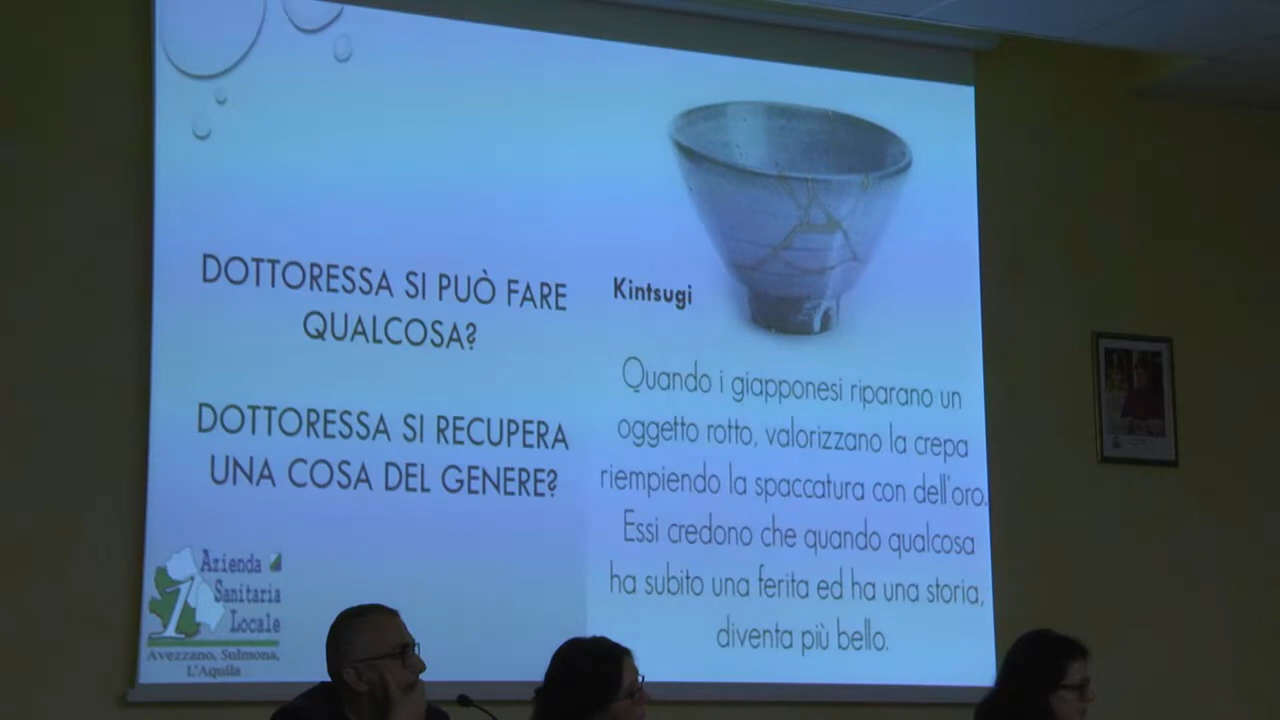 DOTTORESSA SI PUÒ FARE
QUALCOSA?
DOTTORESSA SI RECUPERA
UNA COSA DEL GENERE?
Kintsugi
Quando i giapponesi riparano un
oggetto rotto, valorizzano la crepa
riempiendo la spaccatura con dell'oro.
Essi credono che quando qualcosa
ha subito una ferita ed ha una storia,
diventa più bello.
1
Azienda
Sanitaria
Locale
Avezzano, Sulmona,
L'Aquila